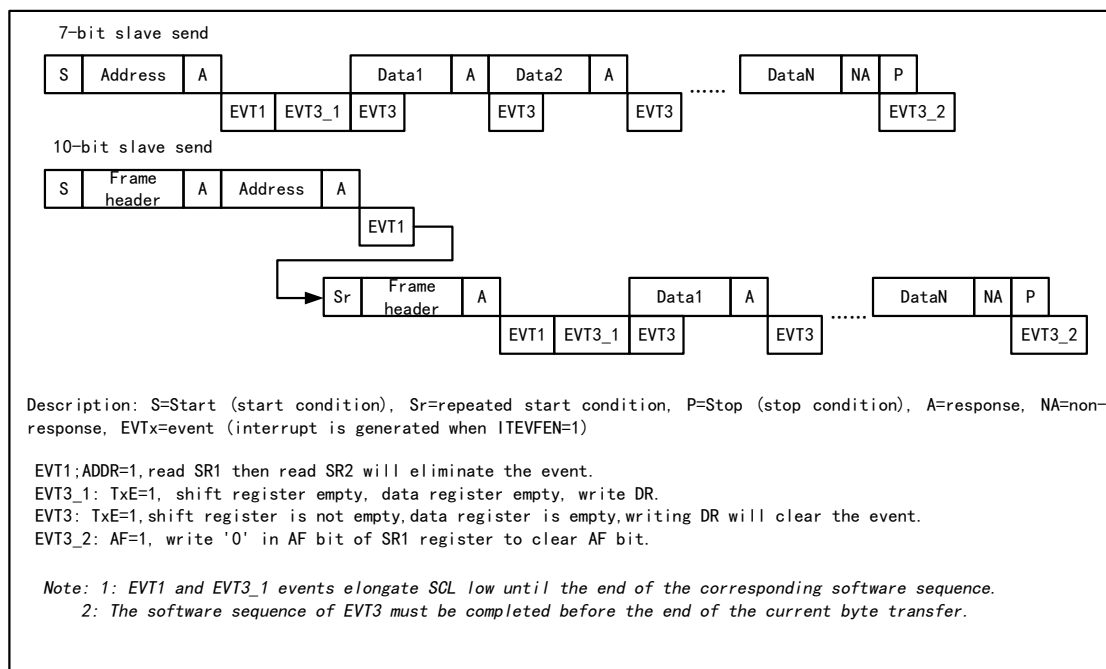 7-bit slave send
S Address A Data1 A Data2 A ...... DataN NA P
EVT1 EVT3_1 EVT3 EVT3 EVT3 EVT3_2
10-bit slave send
S Frame header A Address A
EVT1
Sr Frame header A Data1 A ...... DataN NA P
EVT1 EVT3_1 EVT3 EVT3 EVT3_2
Description: S=Start (start condition), Sr=repeated start condition, P=Stop (stop condition), A=response, NA=non-
response, EVTx=event (interrupt is generated when ITEVFEN=1)
EVT1;ADDR=1,read SR1 then read SR2 will eliminate the event.
EVT3_1: TxE=1, shift register empty, data register empty, write DR.
EVT3: TxE=1,shift register is not empty,data register is empty,writing DR will clear the event.
EVT3_2: AF=1, write '0' in AF bit of SR1 register to clear AF bit.
Note: 1: EVT1 and EVT3_1 events elongate SCL low until the end of the corresponding software sequence.
2: The software sequence of EVT3 must be completed before the end of the current byte transfer.